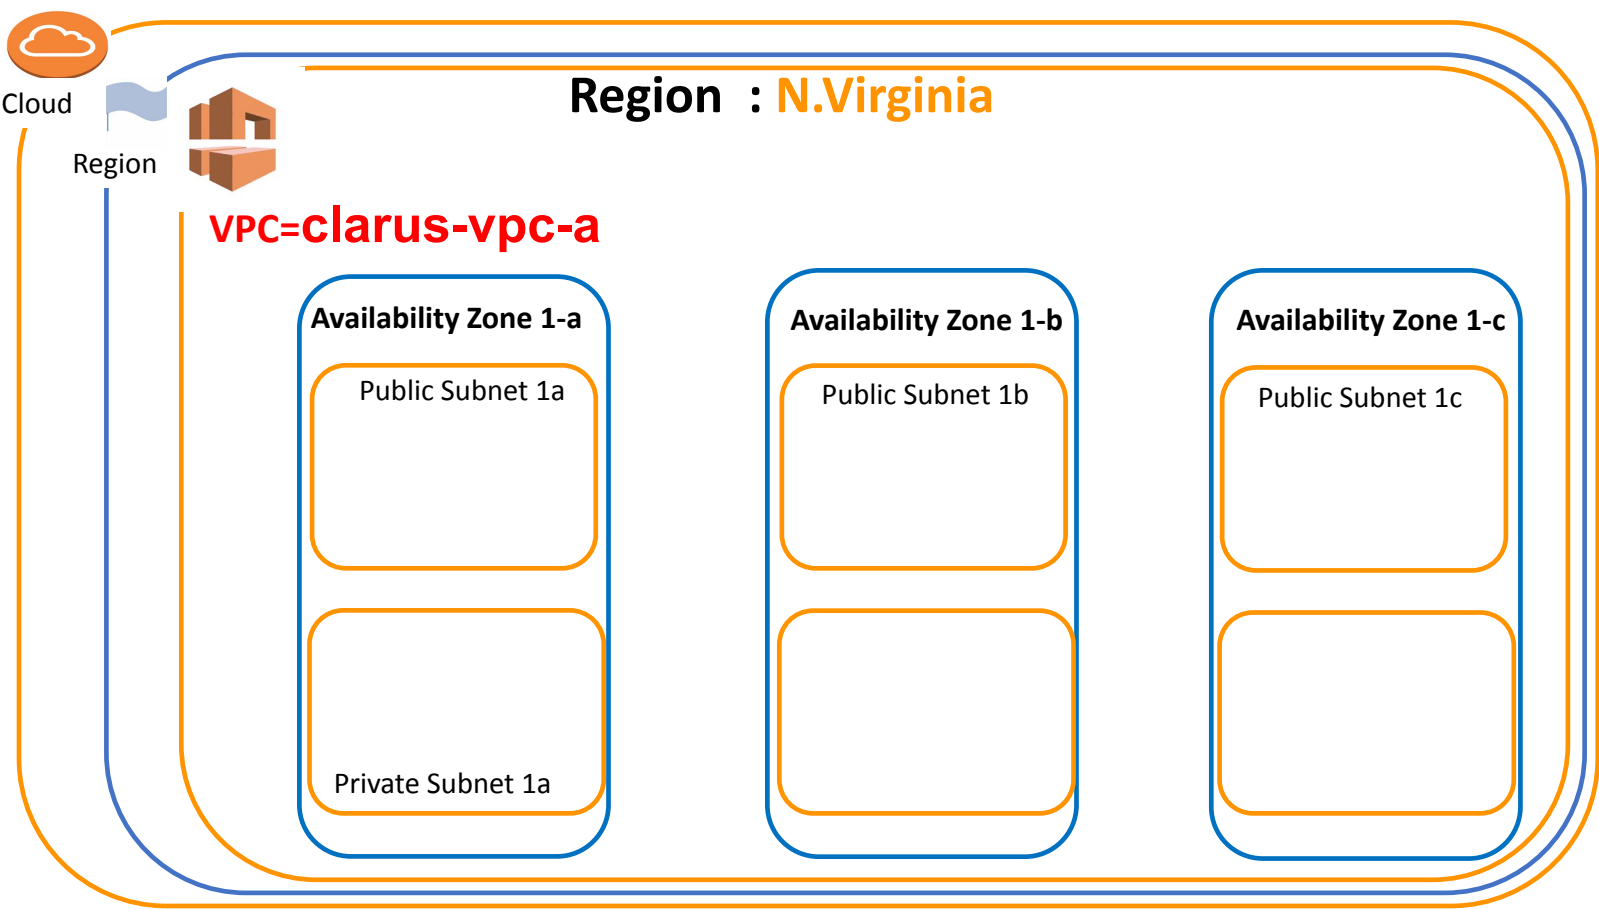 Cloud
Region
Region : N.Virginia
VPC=clarus-vpc-a
Availability Zone 1-a
Public Subnet 1a
Private Subnet 1a
Availability Zone 1-b
Public Subnet 1b
Availability Zone 1-c
Public Subnet 1c